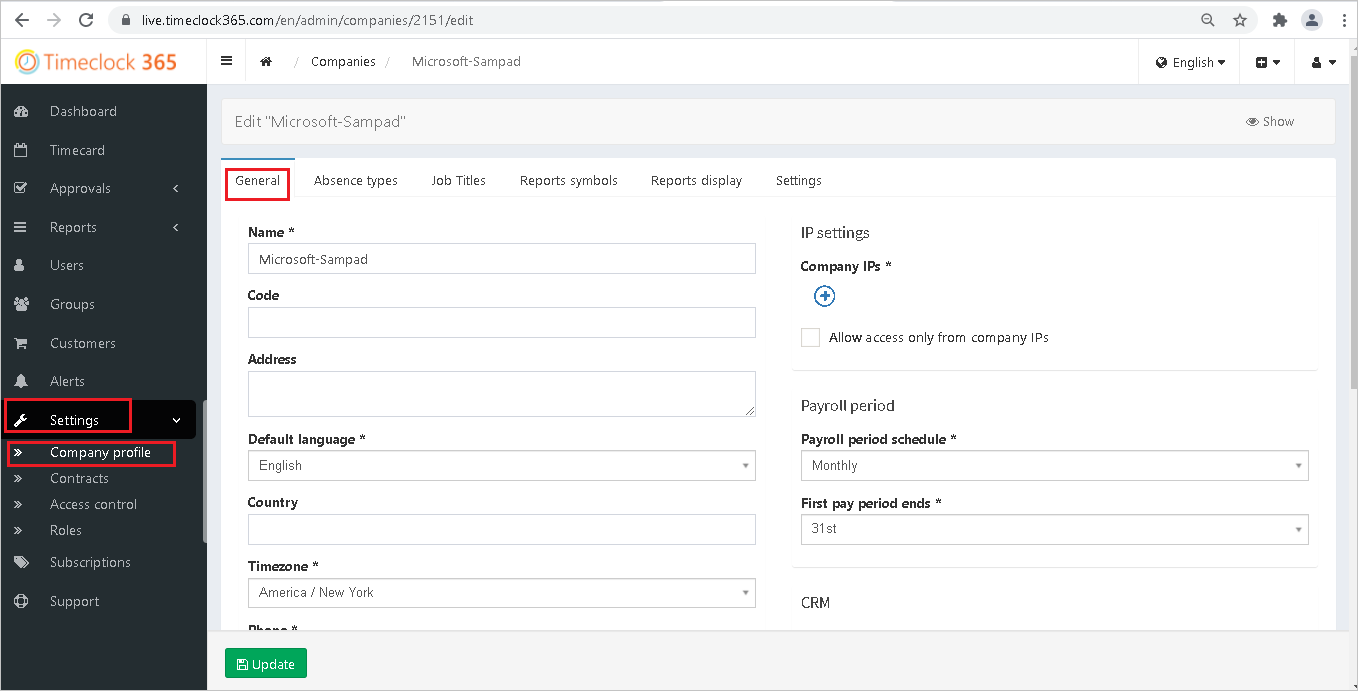 live.timeclock365.com/en/admin/companies/2151/edit
Timeclock 365
/ Companies / Microsoft-Sampad
English
Dashboard
Timecard
Approvals
Reports
Users
Groups
Customers
Alerts
Settings
Company profile
Contracts
Access control
Roles
Subscriptions
Support
Edit "Microsoft-Sampad"
Show
General Absence types Job Titles Reports symbols Reports display Settings
Name *
Microsoft-Sampad
Code
Address
Default language *
English
Country
Timezone *
America / New York
Phone *
IP settings
Company IPs *
Allow access only from company IPs
Payroll period
Payroll period schedule *
Monthly
First pay period ends *
31st
CRM
Update